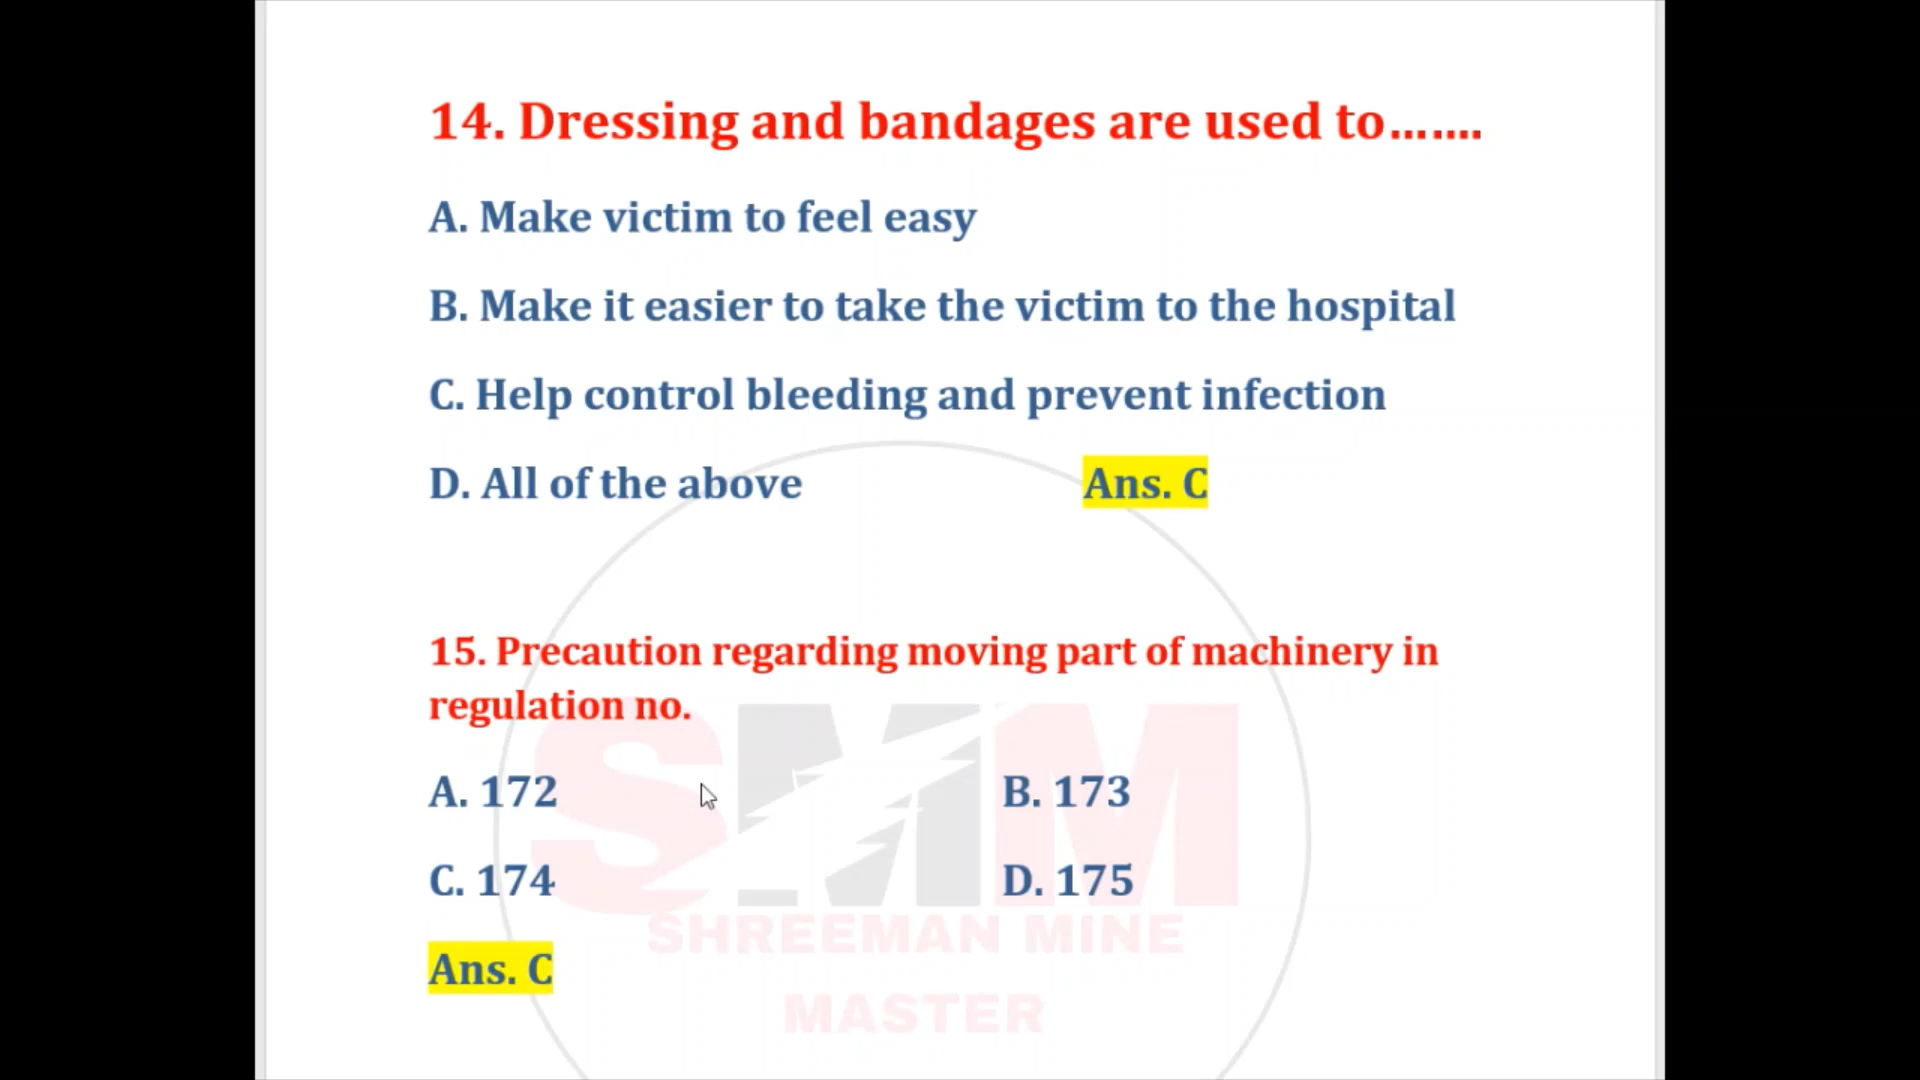 14. Dressing and bandages are used to.......
A. Make victim to feel easy
B. Make it easier to take the victim to the hospital
C. Help control bleeding and prevent infection
D. All of the above Ans. C
15. Precaution regarding moving part of machinery in
regulation no.
A. 172 B. 173
C. 174 D. 175
Ans. C
SMM
SHREEMAN MINE
MASTER